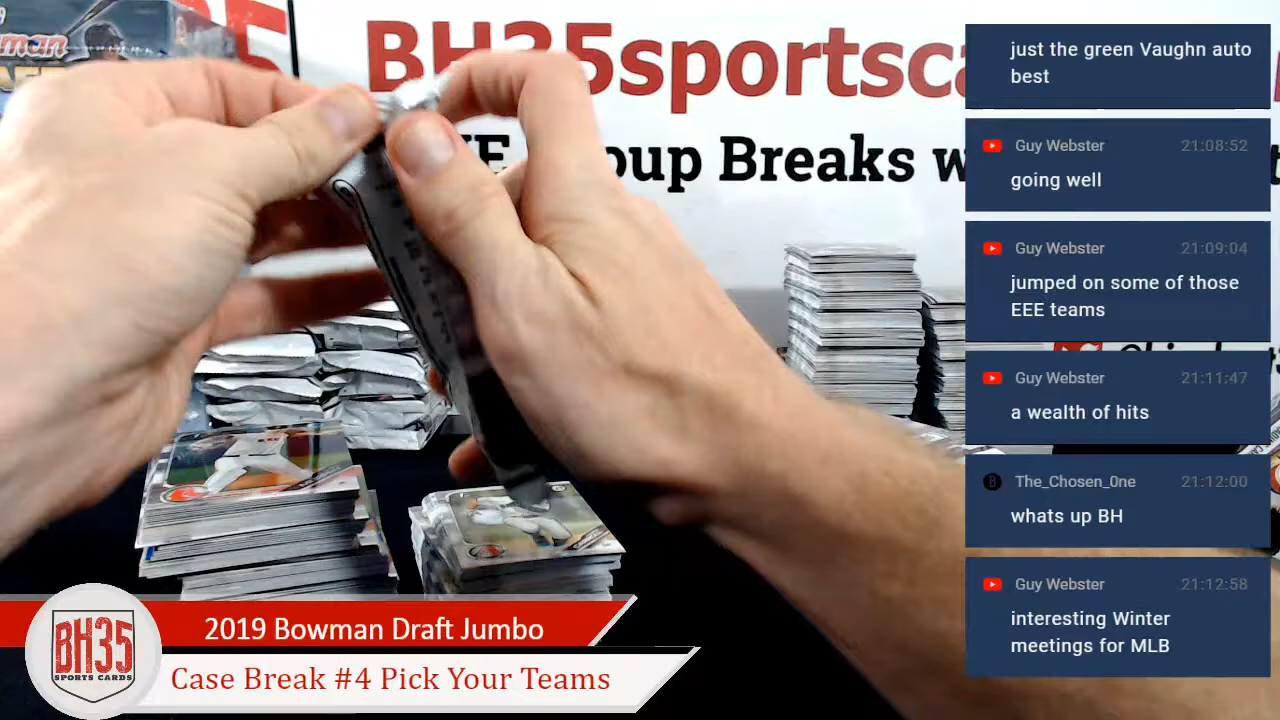 BH35sportsca
oup Breaks w
just the green Vaughn auto
best
Guy Webster 21:08:52
going well
Guy Webster 21:09:04
jumped on some of those
EEE teams
Guy Webster 21:11:47
a wealth of hits
The_Chosen_0ne 21:12:00
whats up BH
Guy Webster 21:12:58
interesting Winter
meetings for MLB
BH35
SPORTS CARDS
2019 Bowman Draft Jumbo
Case Break #4 Pick Your Teams